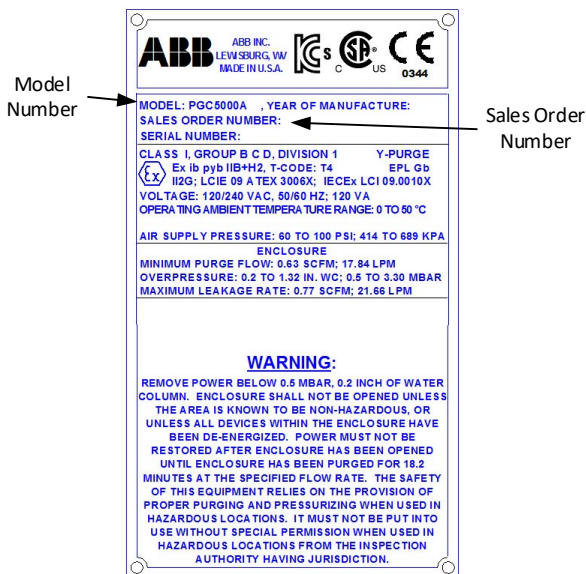 ABB
ABB INC.
LEWISBURG, WV
MADE IN U.S.A.
KCs
C SA ® C US
CE
0344
Model
Number
MODEL: PGC5000A , YEAR OF MANUFACTURE:
SALES ORDER NUMBER:
SERIAL NUMBER:
Sales Order
Number
CLASS I, GROUP B C D, DIVISION 1 Y-PURGE
Ex Ex ib pyb IIB+H2, T-CODE: T4 EPL Gb
II2G; LCIE 09 ATEX 3006X; IECEx LCI 09.0010X
VOLTAGE: 120/240 VAC, 50/60 HZ; 120 VA
OPERATING AMBIENT TEMPERATURE RANGE: 0 TO 50 °C
AIR SUPPLY PRESSURE: 60 TO 100 PSI; 414 TO 689 KPA
ENCLOSURE
MINIMUM PURGE FLOW: 0.63 SCFM; 17.84 LPM
OVERPRESSURE: 0.2 TO 1.32 IN. WC; 0.5 TO 3.30 MBAR
MAXIMUM LEAKAGE RATE: 0.77 SCFM; 21.66 LPM
WARNING:
REMOVE POWER BELOW 0.5 MBAR, 0.2 INCH OF WATER
COLUMN. ENCLOSURE SHALL NOT BE OPENED UNLESS
THE AREA IS KNOWN TO BE NON-HAZARDOUS, OR
UNLESS ALL DEVICES WITHIN THE ENCLOSURE HAVE
BEEN DE-ENERGIZED. POWER MUST NOT BE
RESTORED AFTER ENCLOSURE HAS BEEN OPENED
UNTIL ENCLOSURE HAS BEEN PURGED FOR 18.2
MINUTES AT THE SPECIFIED FLOW RATE. THE SAFETY
OF THIS EQUIPMENT RELIES ON THE PROVISION OF
PROPER PURGING AND PRESSURIZING WHEN USED IN
HAZARDOUS LOCATIONS. IT MUST NOT BE PUT INTO
USE WITHOUT SPECIAL PERMISSION WHEN USED IN
HAZARDOUS LOCATIONS FROM THE INSPECTION
AUTHORITY HAVING JURISDICTION.